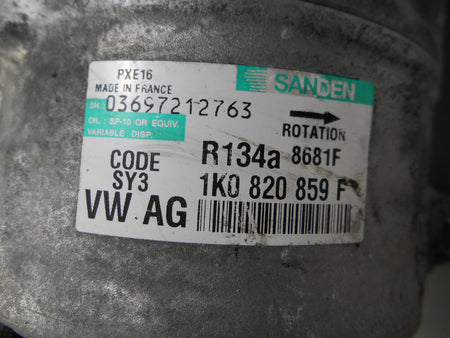 PXE16
MADE IN FRANCE
SANDEN
SN 03697212763
OIL : SP-10 OR EQUIV.
VARIABLE DISP.
ROTATION
CODE
SY3
R134a 8681F
1K0 820 859 F
VW AG